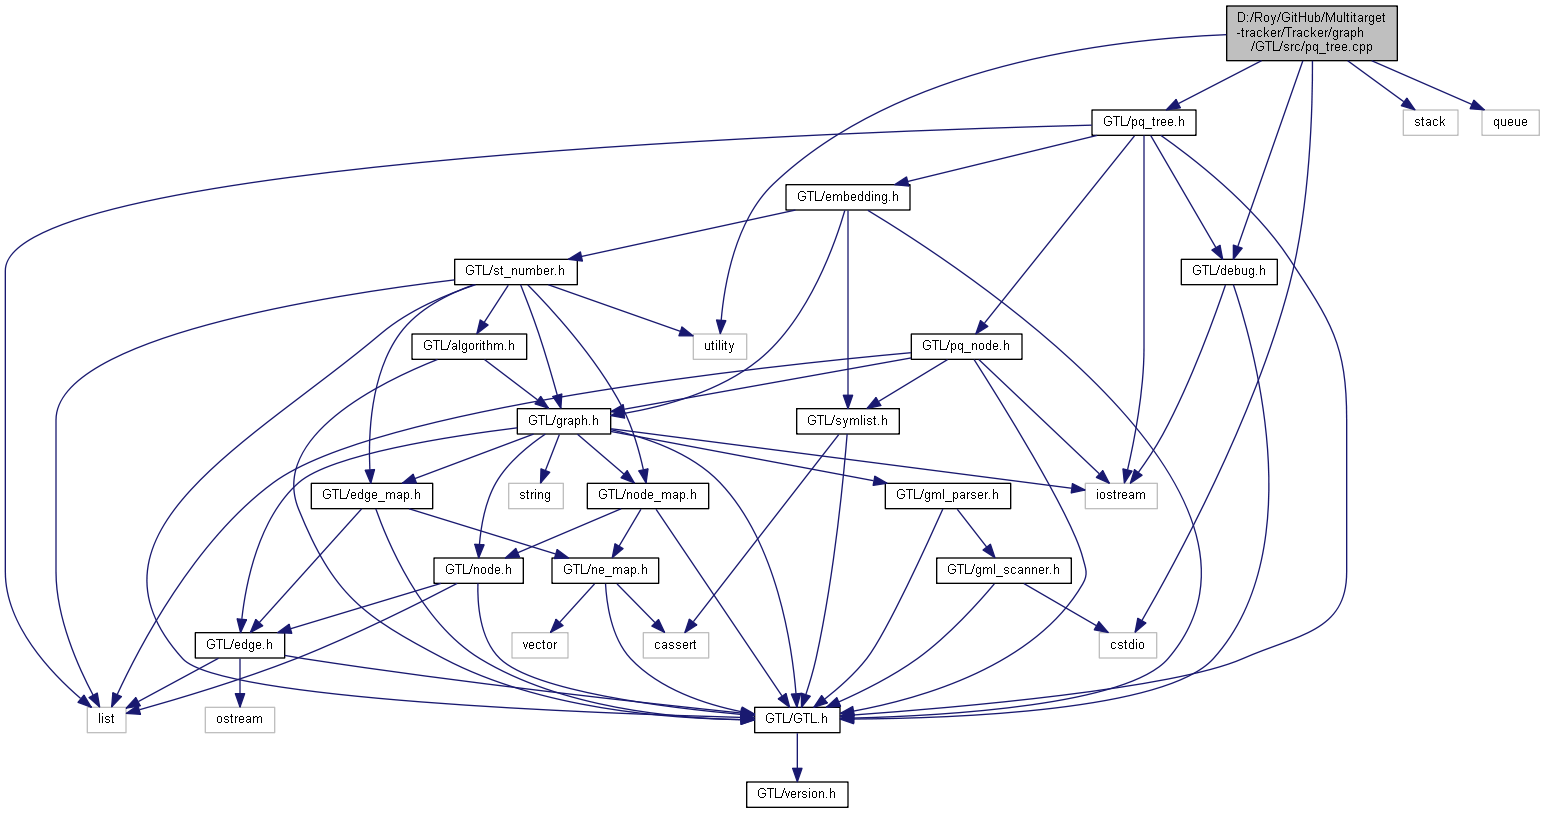 D:/Roy/GitHub/Multitarget
-tracker/Tracker/graph
/GTL/src/pq_tree.cpp
GTL/pq_tree.h
stack
queue
GTL/embedding.h
GTL/st_number.h
GTL/debug.h
GTL/algorithm.h
utility
GTL/pq_node.h
GTL/graph.h
GTL/symlist.h
GTL/edge_map.h
string
GTL/node_map.h
GTL/gml_parser.h
iostream
GTL/node.h
GTL/ne_map.h
GTL/gml_scanner.h
GTL/edge.h
vector
cassert
cstdio
list
ostream
GTL/GTL.h
GTL/version.h